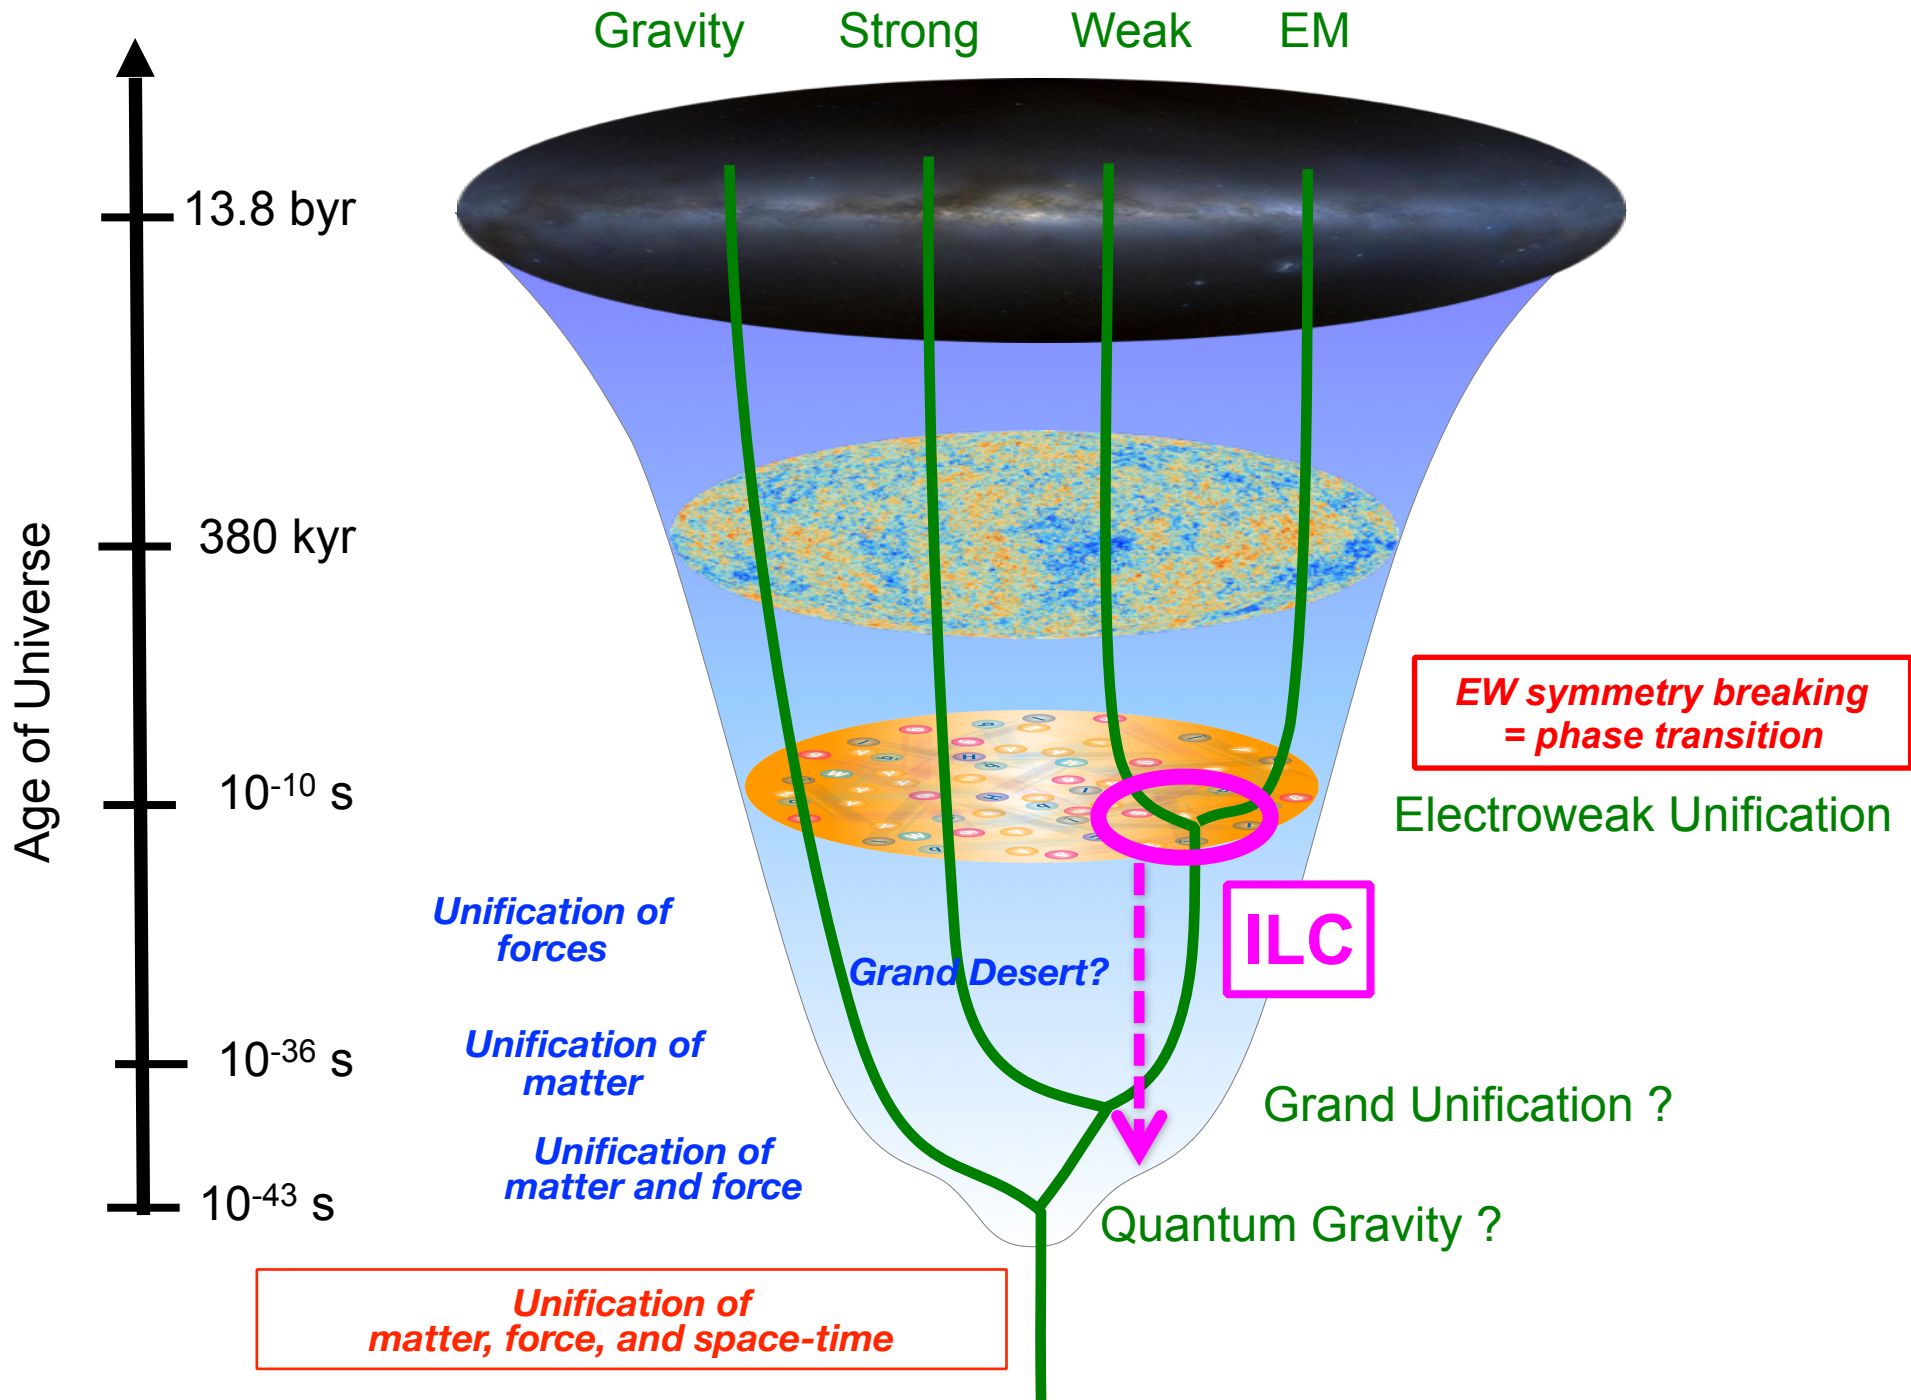 Gravity Strong Weak EM
13.8 byr
380 kyr
Age of Universe
EW symmetry breaking
= phase transition
10⁻¹⁰ s
Electroweak Unification
Unification of
forces
ILC
Grand Desert?
Unification of
matter
10⁻³⁶ s
Grand Unification ?
Unification of
matter and force
10⁻⁴³ s
Quantum Gravity ?
Unification of
matter, force, and space-time